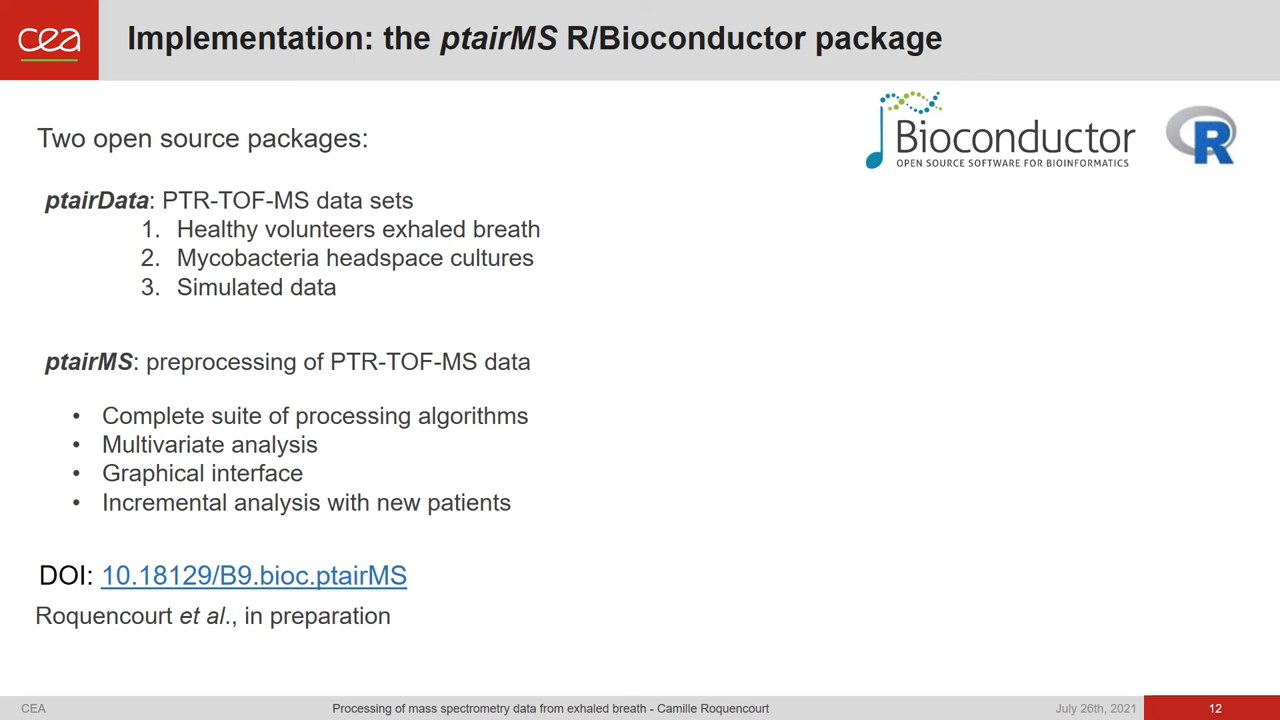 cea
Implementation: the ptairMS R/Bioconductor package
Bioconductor
OPEN SOURCE SOFTWARE FOR BIOINFORMATICS
R
Two open source packages:
ptairData: PTR-TOF-MS data sets
1. Healthy volunteers exhaled breath
2. Mycobacteria headspace cultures
3. Simulated data
ptairMS: preprocessing of PTR-TOF-MS data
• Complete suite of processing algorithms
• Multivariate analysis
• Graphical interface
• Incremental analysis with new patients
DOI: 10.18129/B9.bioc.ptairMS
Roquencourt et al., in preparation
CEA
Processing of mass spectrometry data from exhaled breath - Camille Roquencourt
July 26th, 2021
12